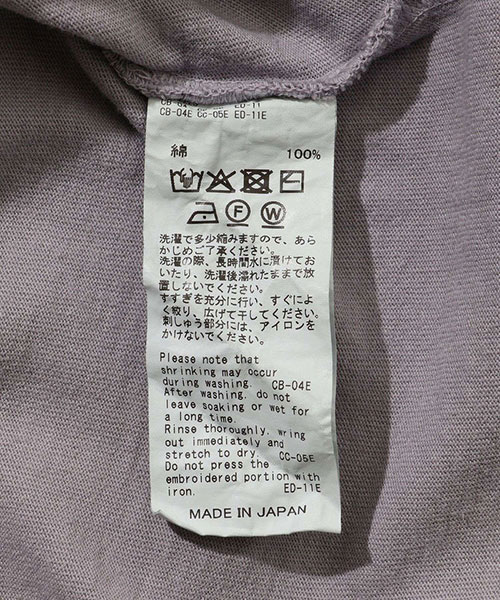 CB-04E CC-05E ED-11E
綿 100%
F W
洗濯で多少縮みますので、あら
かじめご了承ください。
洗濯の際、長時間水に漬けてお
いたり、洗濯後濡れたままで放
置しないでください。
すすぎを充分に行い、すぐによ
く絞り、広げて干してください。
刺しゅう部分には、アイロンを
かけないでください。
Please note that
shrinking may occur
during washing. CB-04E
After washing, do not
leave soaking or wet for
a long time.
Rinse thoroughly, wring
out immediately and
stretch to dry. CC-05E
Do not press the
embroidered portion with
iron. ED-11E
MADE IN JAPAN